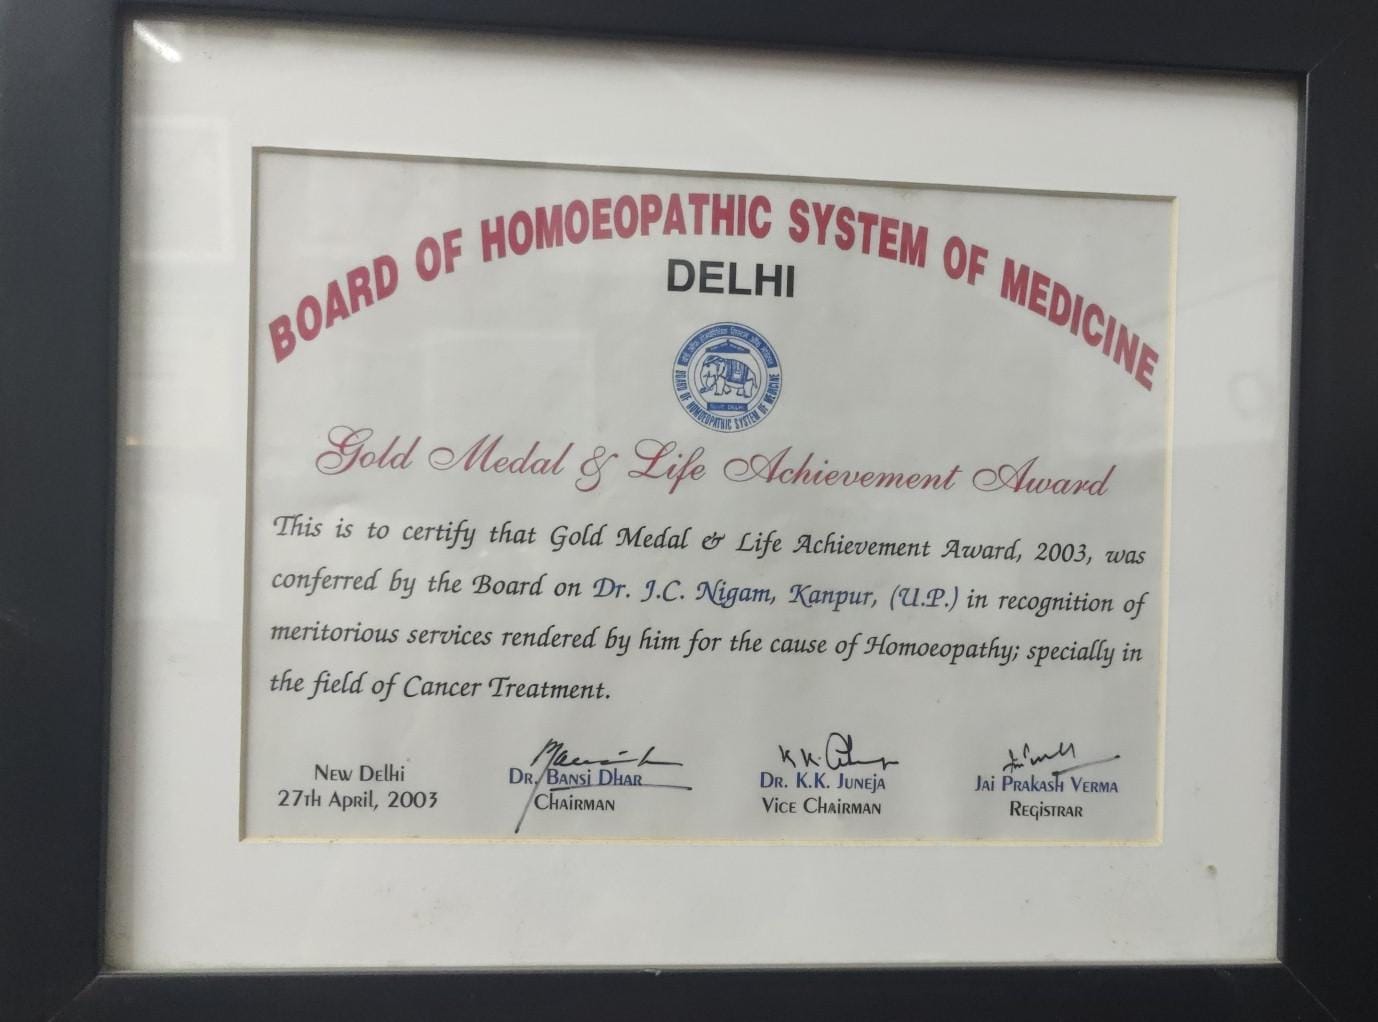 BOARD OF HOMOEOPATHIC SYSTEM OF MEDICINE
DELHI
BOARD OF HOMOEOPATHIC SYSTEM OF MEDICINE
Gold Medal & Life Achievement Award
This is to certify that Gold Medal & Life Achievement Award, 2003, was
conferred by the Board on Dr. J.C. Nigam, Kanpur, (U.P.) in recognition of
meritorious services rendered by him for the cause of Homoeopathy; specially in
the field of Cancer Treatment.
New Delhi
27th April, 2003
Dr. Bansi Dhar
Chairman
K.K.
Dr. K.K. Juneja
Vice Chairman
Jai Prakash Verma
Registrar